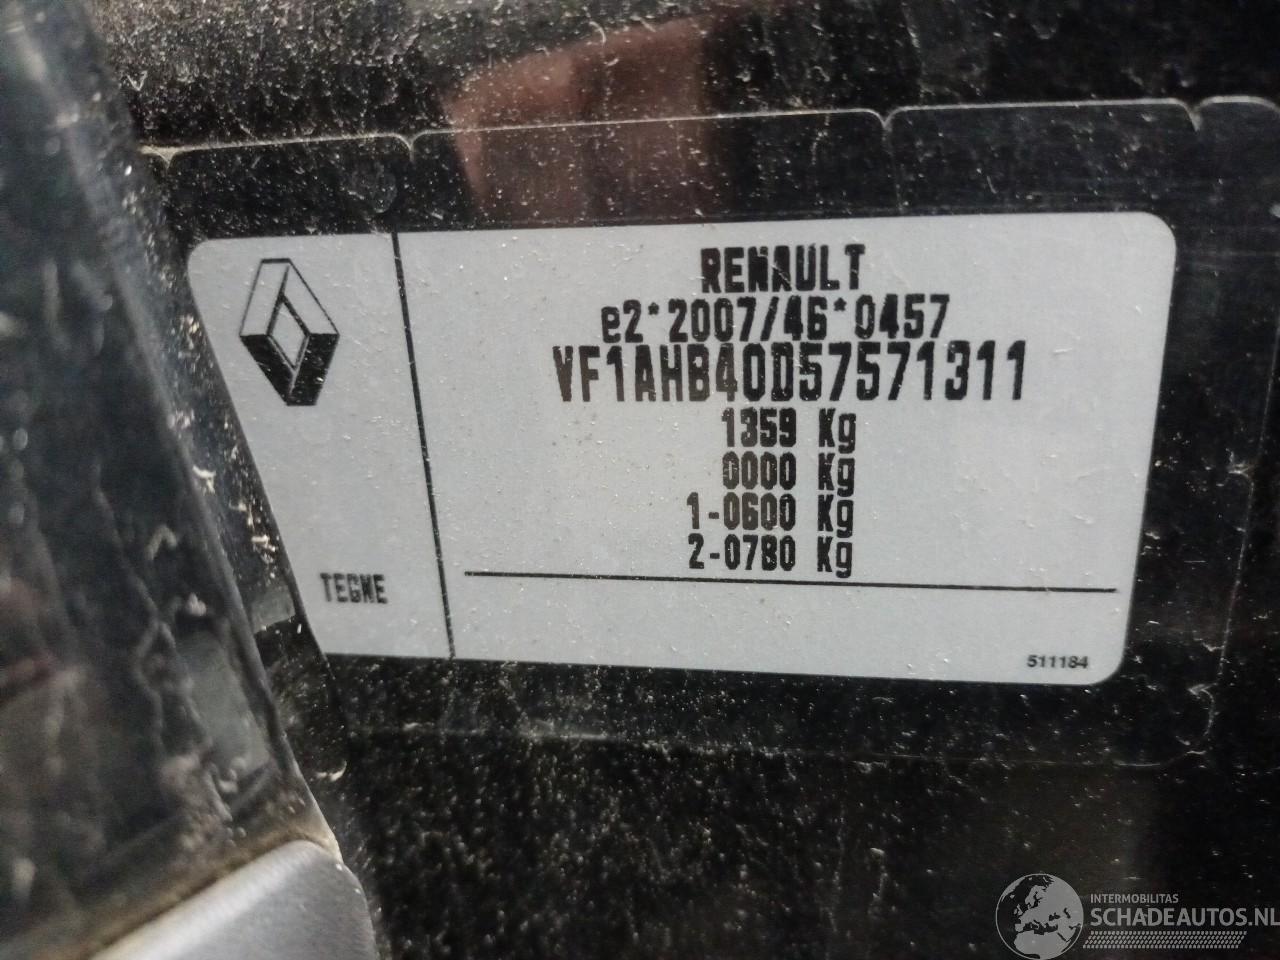 RENAULT
e2*2007/46*0457
VF1AHB40D57571311
1359 Kg
0000 Kg
1-0600 Kg
2-0780 Kg
TEGNE
511184
INTERMOBILITAS
SCHADEAUTOS.NL